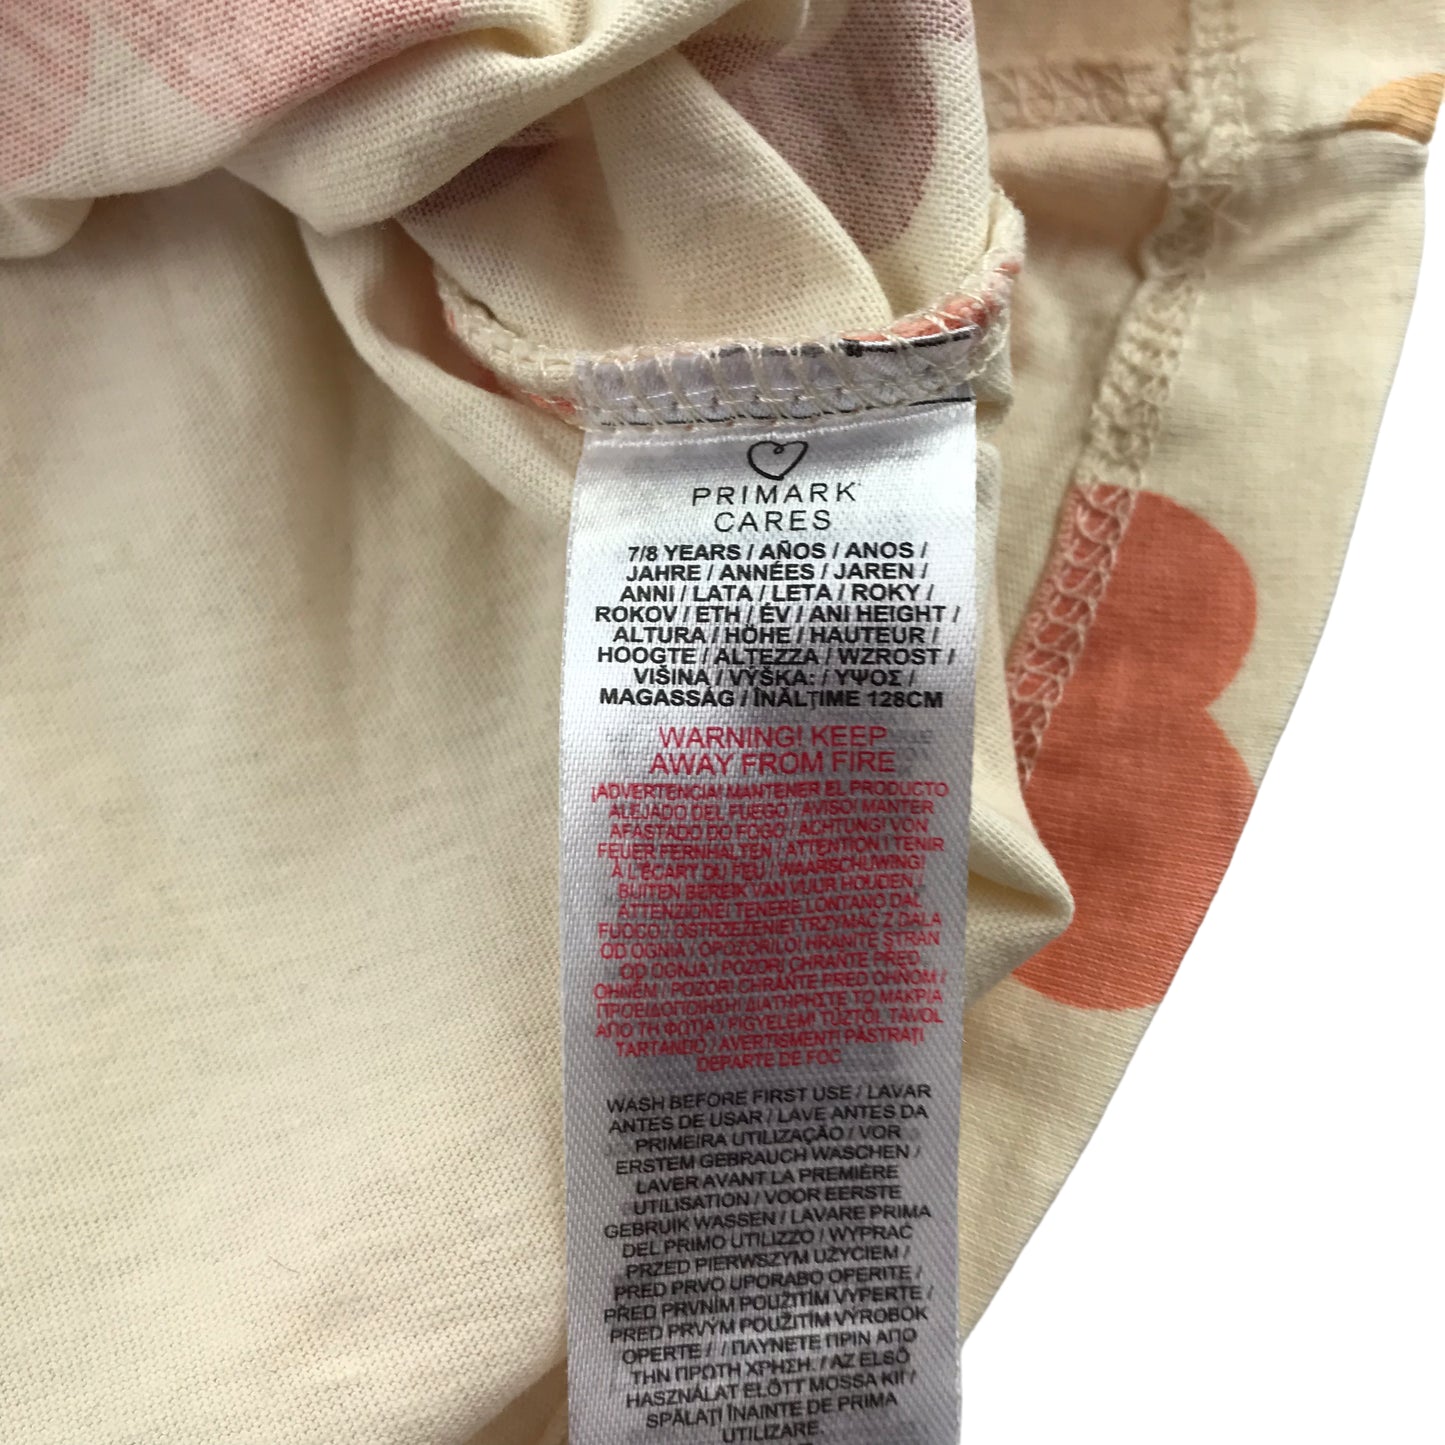 PRIMARK
CARES
7/8 YEARS / AÑOS / ANOS /
JAHRE / ANNÉES / JAREN /
ANNI / LATA / LETA / ROKY /
ROKOV / ETH / ÉV / ANI HEIGHT /
ALTURA / HÖHE / HAUTEUR /
HOOGTE / ALTEZZA / WZROST /
VIŠINA / VÝŠKA: / ΥΨΟΣ /
MAGASSÁG / ÎNĂLŢIME 128CM
WARNING! KEEP
AWAY FROM FIRE
¡ADVERTENCIA! MANTENER EL PRODUCTO
ALEJADO DEL FUEGO / AVISO! MANTER
AFASTADO DO FOGO / ACHTUNG! VON
FEUER FERNHALTEN / ATTENTION ! TENIR
À L'ÉCART DU FEU / WAARSCHUWING!
BUITEN BEREIK VAN VUUR HOUDEN /
ATTENZIONE! TENERE LONTANO DAL
FUOCO / OSTRZEŻENIE! TRZYMAĆ Z DALA
OD OGNIA / OPOZORILO! HRANITE STRAN
OD OGNJA / POZOR! CHRAŇTE PŘED
OHNĚM / POZOR! CHRÁŇTE PRED OHŇOM /
ΠΡΟΕΙΔΟΠΟΙΗΣΗ! ΔΙΑΤΗΡΗΣΤΕ ΤΟ ΜΑΚΡΙΑ
ΑΠΟ ΤΗ ΦΩΤΙΑ / FIGYELEM! TŰZTŐL TÁVOL
TARTANDÓ / AVERTISMENT! PĂSTRAŢI
DEPARTE DE FOC
WASH BEFORE FIRST USE / LAVAR
ANTES DE USAR / LAVE ANTES DA
PRIMEIRA UTILIZAÇÃO / VOR
ERSTEM GEBRAUCH WASCHEN /
LAVER AVANT LA PREMIÈRE
UTILISATION / VOOR EERSTE
GEBRUIK WASSEN / LAVARE PRIMA
DEL PRIMO UTILIZZO / WYPRAĆ
PRZED PIERWSZYM UŻYCIEM /
PRED PRVO UPORABO OPERITE /
PŘED PRVNÍM POUŽITÍM VYPERTE /
PRED PRVÝM POUŽITÍM VÝROBOK
OPERTE / / ΠΛΥΝΕΤΕ ΠΡΙΝ ΑΠΟ
ΤΗΝ ΠΡΩΤΗ ΧΡΗΣΗ. / AZ ELSŐ
HASZNÁLAT ELŐTT MOSSA KI! /
SPĂLAŢI ÎNAINTE DE PRIMA
UTILIZARE.